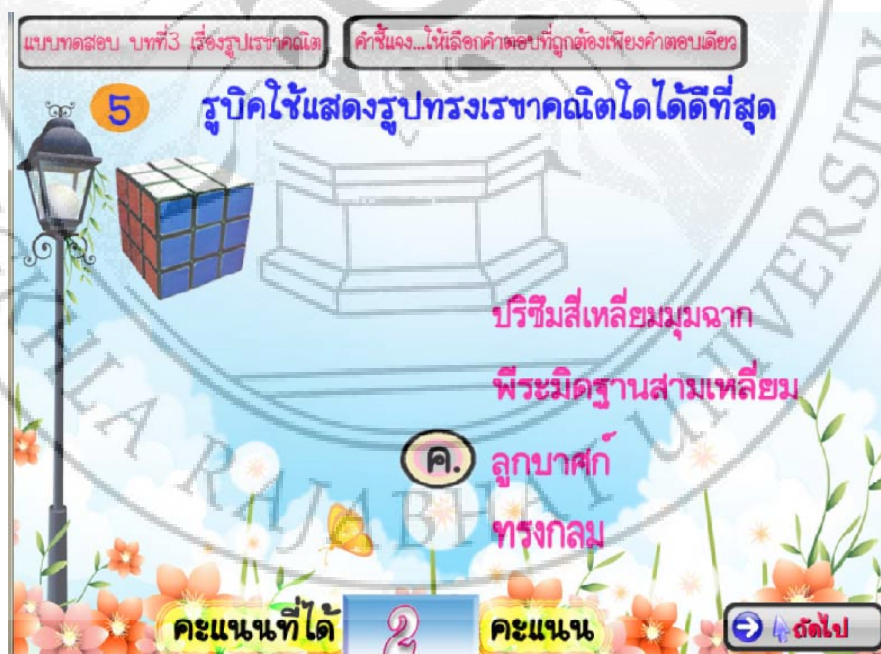 แบบทดสอบ บทที่3 เรื่องรูปเรขาคณิต
คำชี้แจง...ให้เลือกคำตอบที่ถูกต้องเพียงคำตอบเดียว
5 รูบิคใช้แสดงรูปทรงเรขาคณิตใดได้ดีที่สุด
ปริซึมสี่เหลี่ยมมุมฉาก
พีระมิดฐานสามเหลี่ยม
ค. ลูกบาศก์
ทรงกลม
คะแนนที่ได้ 2 คะแนน
ถัดไป
RAJABHAT UNIVERSITY